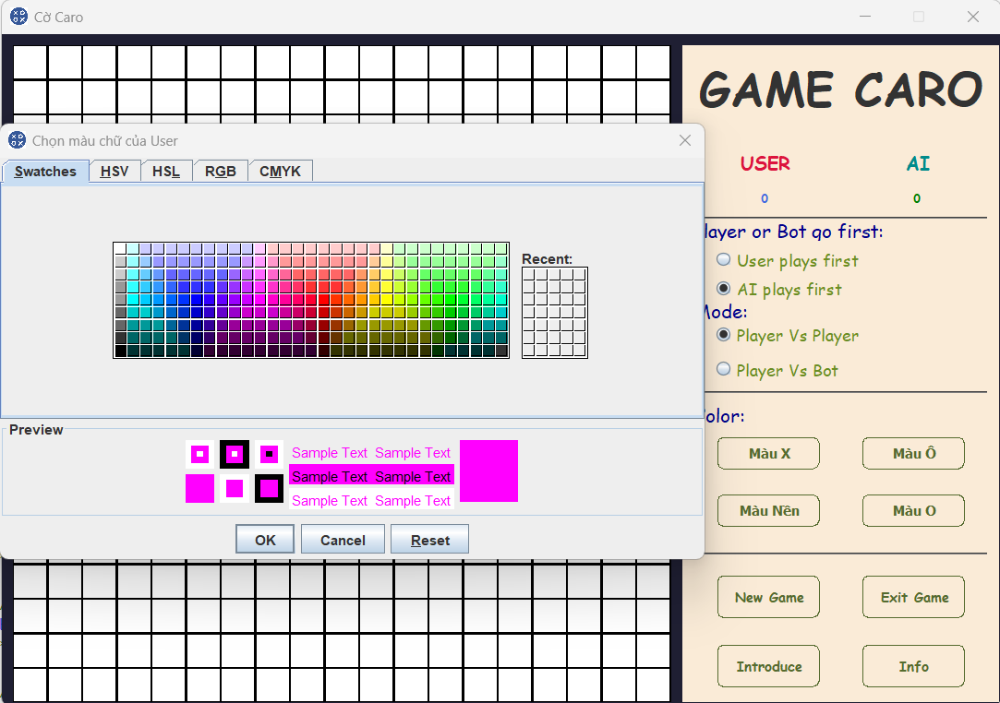 Cờ Caro
GAME CARO
Chọn màu chữ của User
Swatches HSV HSL RGB CMYK
USER AI
0 0
Recent:
layer or Bot go first:
User plays first
AI plays first
Mode:
Player Vs Player
Player Vs Bot
olor:
Preview
Sample Text Sample Text
Sample Text Sample Text
Sample Text Sample Text
OK Cancel Reset
Màu X Màu Ô
Màu Nền Màu O
New Game Exit Game
Introduce Info